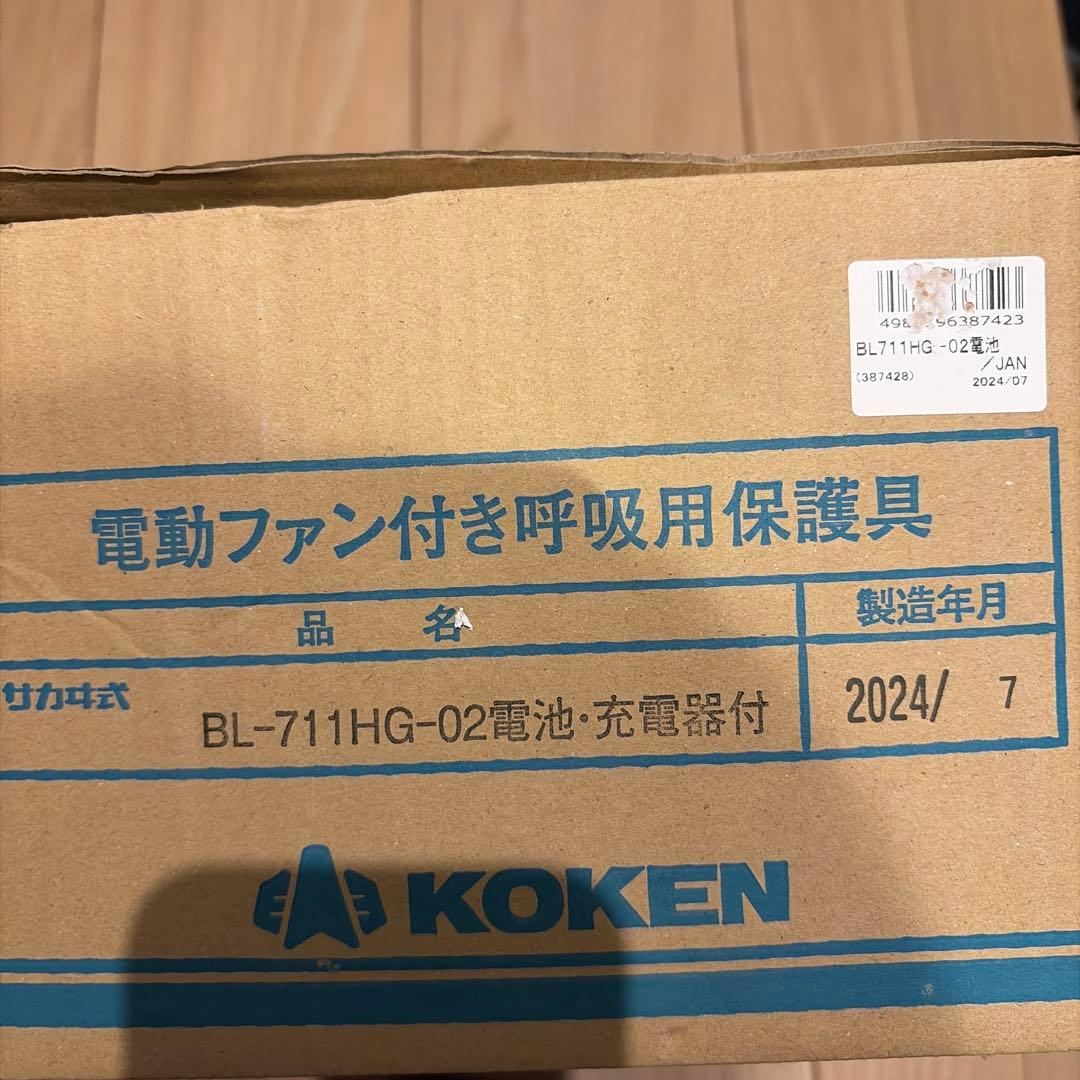 BL711HG-02電池
/JAN
(387428) 2024/07
電動ファン付き呼吸用保護具
品名 製造年月
サカヰ式 BL-711HG-02電池・充電器付 2024/ 7
KOKEN